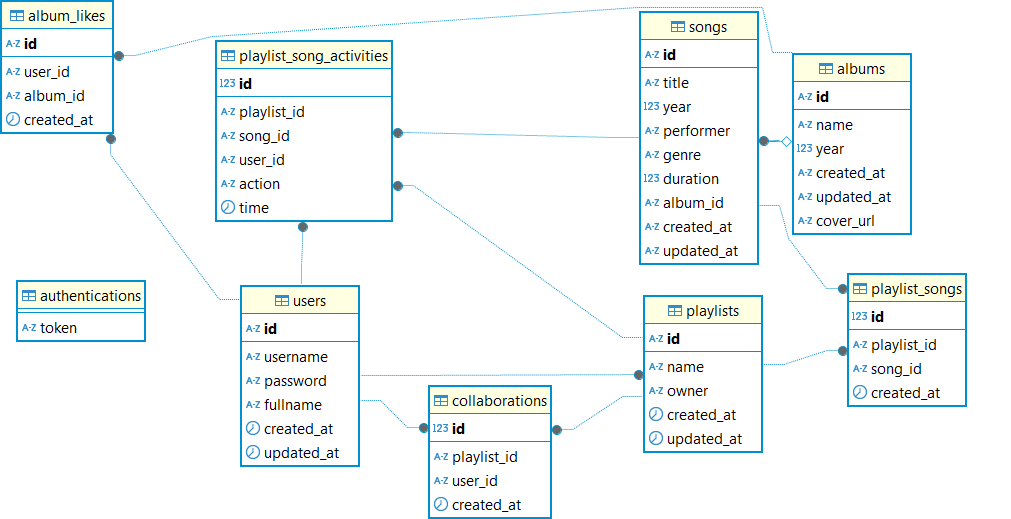 album_likes
A-Z id
A-Z user_id
A-Z album_id
created_at
playlist_song_activities
123 id
A-Z playlist_id
A-Z song_id
A-Z user_id
A-Z action
time
songs
A-Z id
A-Z title
123 year
A-Z performer
A-Z genre
123 duration
A-Z album_id
A-Z created_at
A-Z updated_at
albums
A-Z id
A-Z name
123 year
A-Z created_at
A-Z updated_at
A-Z cover_url
authentications
A-Z token
users
A-Z id
A-Z username
A-Z password
A-Z fullname
created_at
updated_at
collaborations
123 id
A-Z playlist_id
A-Z user_id
created_at
playlists
A-Z id
A-Z name
A-Z owner
created_at
updated_at
playlist_songs
123 id
A-Z playlist_id
A-Z song_id
created_at